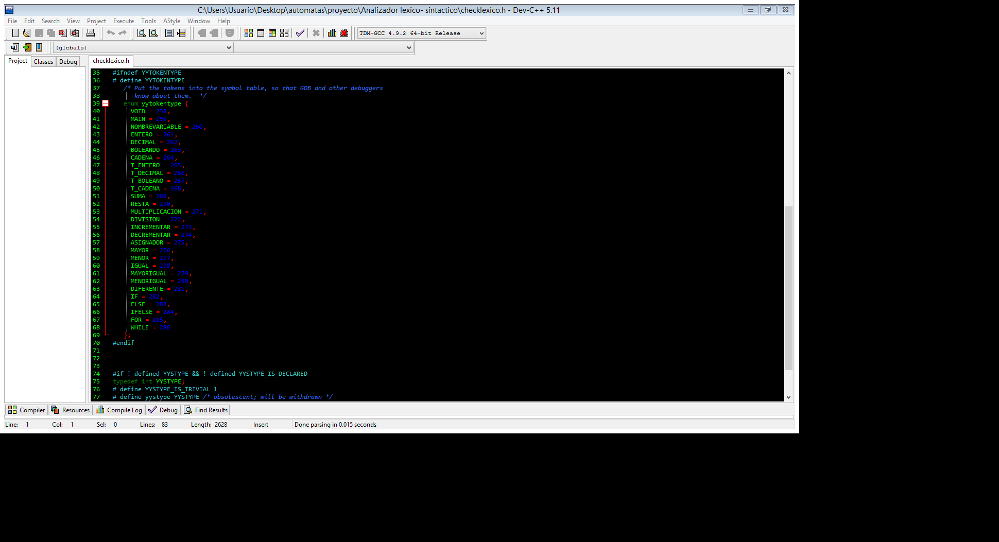 C:\Users\Usuario\Desktop\automatas\proyecto\Analizador lexico- sintactico\checklexico.h - Dev-C++ 5.11
File Edit Search View Project Execute Tools AStyle Window Help
TDM-GCC 4.9.2 64-bit Release
(globals)
Project Classes Debug
checklexico.h
35 #ifndef YYTOKENTYPE
36 # define YYTOKENTYPE
37 /* Put the tokens into the symbol table, so that GDB and other debuggers
38 know about them.  */
39 enum yytokentype {
40 VOID = 258,
41 MAIN = 259,
42 NOMBREVARIABLE = 260,
43 ENTERO = 261,
44 DECIMAL = 262,
45 BOLEANDO = 263,
46 CADENA = 264,
47 T_ENTERO = 265,
48 T_DECIMAL = 266,
49 T_BOLEANO = 267,
50 T_CADENA = 268,
51 SUMA = 269,
52 RESTA = 270,
53 MULTIPLICACION = 271,
54 DIVISION = 272,
55 INCREMENTAR = 273,
56 DECREMENTAR = 274,
57 ASIGNADOR = 275,
58 MAYOR = 276,
59 MENOR = 277,
60 IGUAL = 278,
61 MAYORIGUAL = 279,
62 MENORIGUAL = 280,
63 DIFERENTE = 281,
64 IF = 282,
65 ELSE = 283,
66 IFELSE = 284,
67 FOR = 285,
68 WHILE = 286
69 };
70 #endif
71
72
73
74 #if ! defined YYSTYPE && ! defined YYSTYPE_IS_DECLARED
75 typedef int YYSTYPE;
76 # define YYSTYPE_IS_TRIVIAL 1
77 # define yystype YYSTYPE /* obsolescent; will be withdrawn */
Compiler Resources Compile Log Debug Find Results
Line: 1 Col: 1 Sel: 0 Lines: 83 Length: 2628 Insert Done parsing in 0.015 seconds